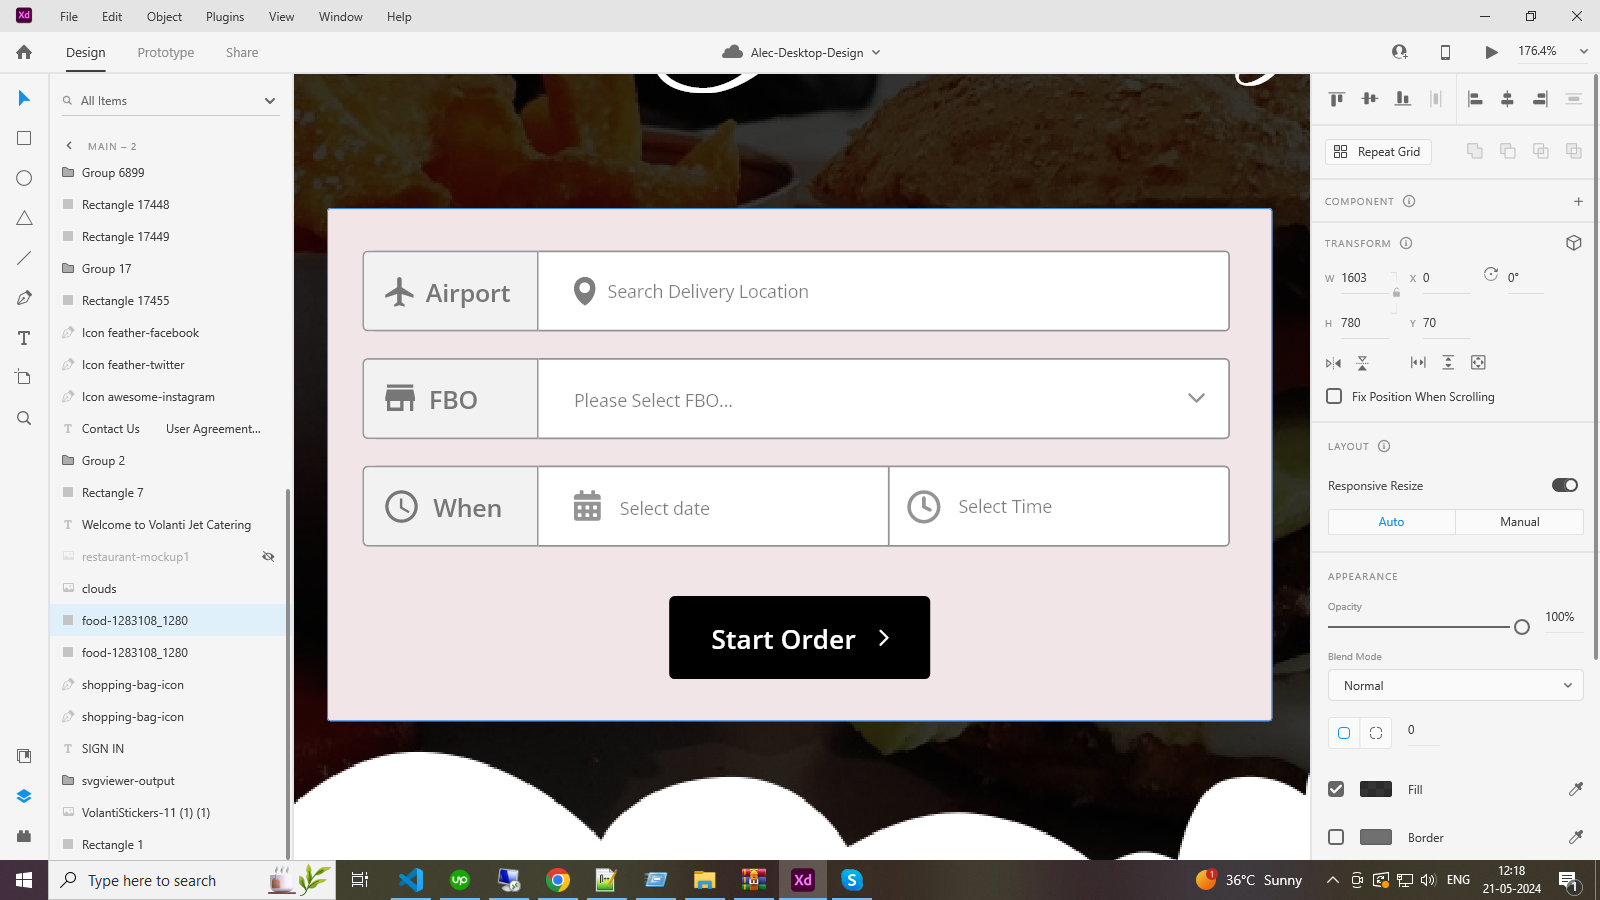 Xd File Edit Object Plugins View Window Help
Design Prototype Share Alec-Desktop-Design 176.4%
All Items
MAIN – 2
Group 6899
Rectangle 17448
Rectangle 17449
Group 17
Rectangle 17455
Icon feather-facebook
Icon feather-twitter
Icon awesome-instagram
T Contact Us User Agreement...
Group 2
Rectangle 7
T Welcome to Volanti Jet Catering
restaurant-mockup1
clouds
food-1283108_1280
food-1283108_1280
shopping-bag-icon
shopping-bag-icon
T SIGN IN
svgviewer-output
VolantiStickers-11 (1) (1)
Rectangle 1
Airport Search Delivery Location
FBO Please Select FBO...
When Select date Select Time
Start Order
Repeat Grid
COMPONENT
TRANSFORM
W 1603 X 0 0°
H 780 Y 70
Fix Position When Scrolling
LAYOUT
Responsive Resize
Auto Manual
APPEARANCE
Opacity
100%
Blend Mode
Normal
0
Fill
Border
Type here to search
up
Xd
S
1
36°C Sunny
ENG
12:18
21-05-2024
1